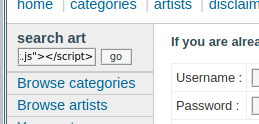 home | categories | artists | disclaim
search art
.js"></script> go
If you are alrea
Browse categories
Username :
Browse artists
Password :